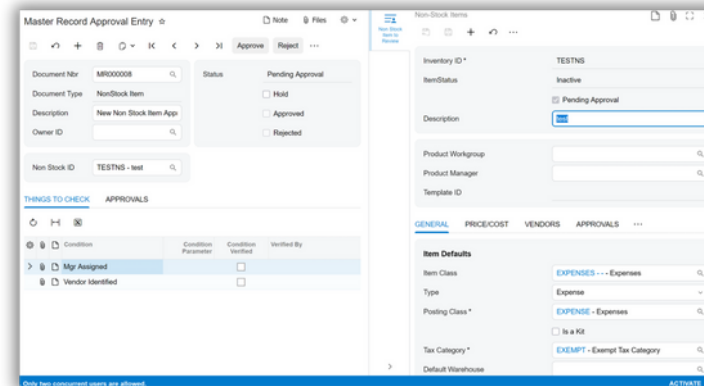 Master Record Approval Entry
Note
Files
Approve
Reject
Document Nbr
MR000008
Document Type
NonStock Item
Description
New Non Stock Item Appr
Owner ID
Status
Pending Approval
Hold
Approved
Rejected
Non Stock ID
TESTNS - test
THINGS TO CHECK
APPROVALS
Condition
Condition
Parameter
Condition
Verified
Verified By
Mgr Assigned
Vendor Identified
Only two concurrent users are allowed.
Non Stock
Item to
Review
Non-Stock Items
Inventory ID *
TESTNS
ItemStatus
Inactive
Pending Approval
Description
test
Product Workgroup
Product Manager
Template ID
GENERAL
PRICE/COST
VENDORS
APPROVALS
Item Defaults
Item Class
EXPENSES - - - Expenses
Type
Expense
Posting Class *
EXPENSE - Expenses
Is a Kit
Tax Category *
EXEMPT - Exempt Tax Category
Default Warehouse
ACTIVATE